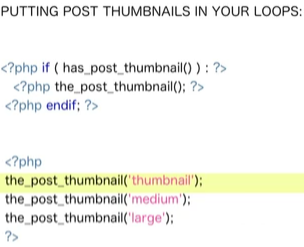 PUTTING POST THUMBNAILS IN YOUR LOOPS:
<?php if ( has_post_thumbnail() ) : ?>
<?php the_post_thumbnail(); ?>
<?php endif; ?>
<?php
the_post_thumbnail('thumbnail');
the_post_thumbnail('medium');
the_post_thumbnail('large');
?>